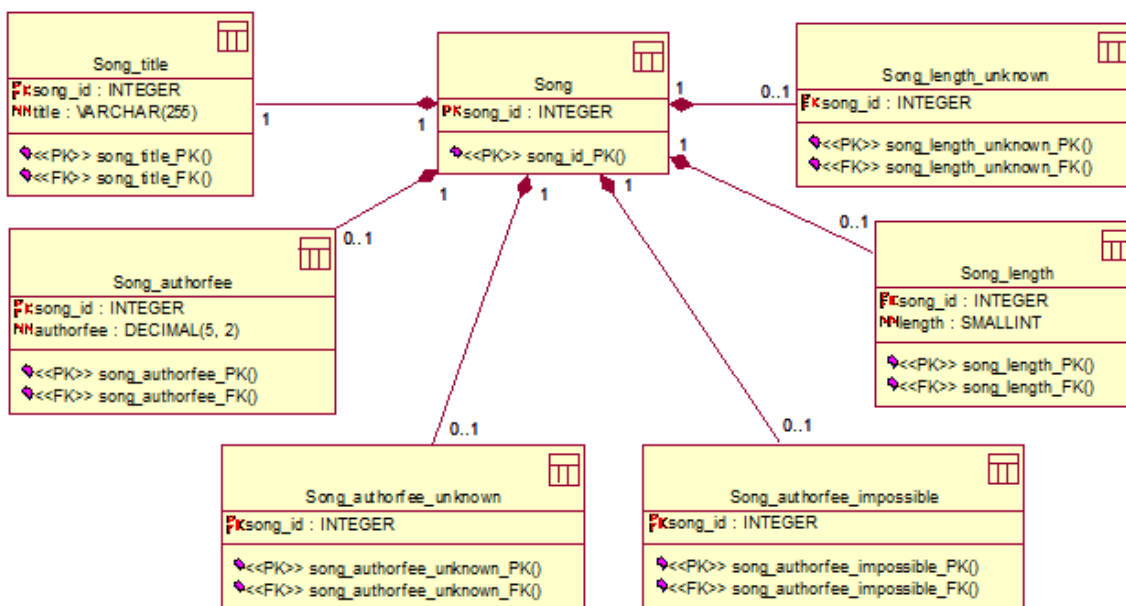 Song_title
FK song_id : INTEGER
NN title : VARCHAR(255)
<<PK>> song_title_PK()
<<FK>> song_title_FK()
1
1
Song
PK song_id : INTEGER
<<PK>> song_id_PK()
1
0..1
Song_length_unknown
FK song_id : INTEGER
<<PK>> song_length_unknown_PK()
<<FK>> song_length_unknown_FK()
1
0..1
Song_length
FK song_id : INTEGER
NN length : SMALLINT
<<PK>> song_length_PK()
<<FK>> song_length_FK()
1
0..1
Song_authorfee
FK song_id : INTEGER
NN authorfee : DECIMAL(5, 2)
<<PK>> song_authorfee_PK()
<<FK>> song_authorfee_FK()
1
0..1
Song_authorfee_unknown
FK song_id : INTEGER
<<PK>> song_authorfee_unknown_PK()
<<FK>> song_authorfee_unknown_FK()
1
0..1
Song_authorfee_impossible
FK song_id : INTEGER
<<PK>> song_authorfee_impossible_PK()
<<FK>> song_authorfee_impossible_FK()